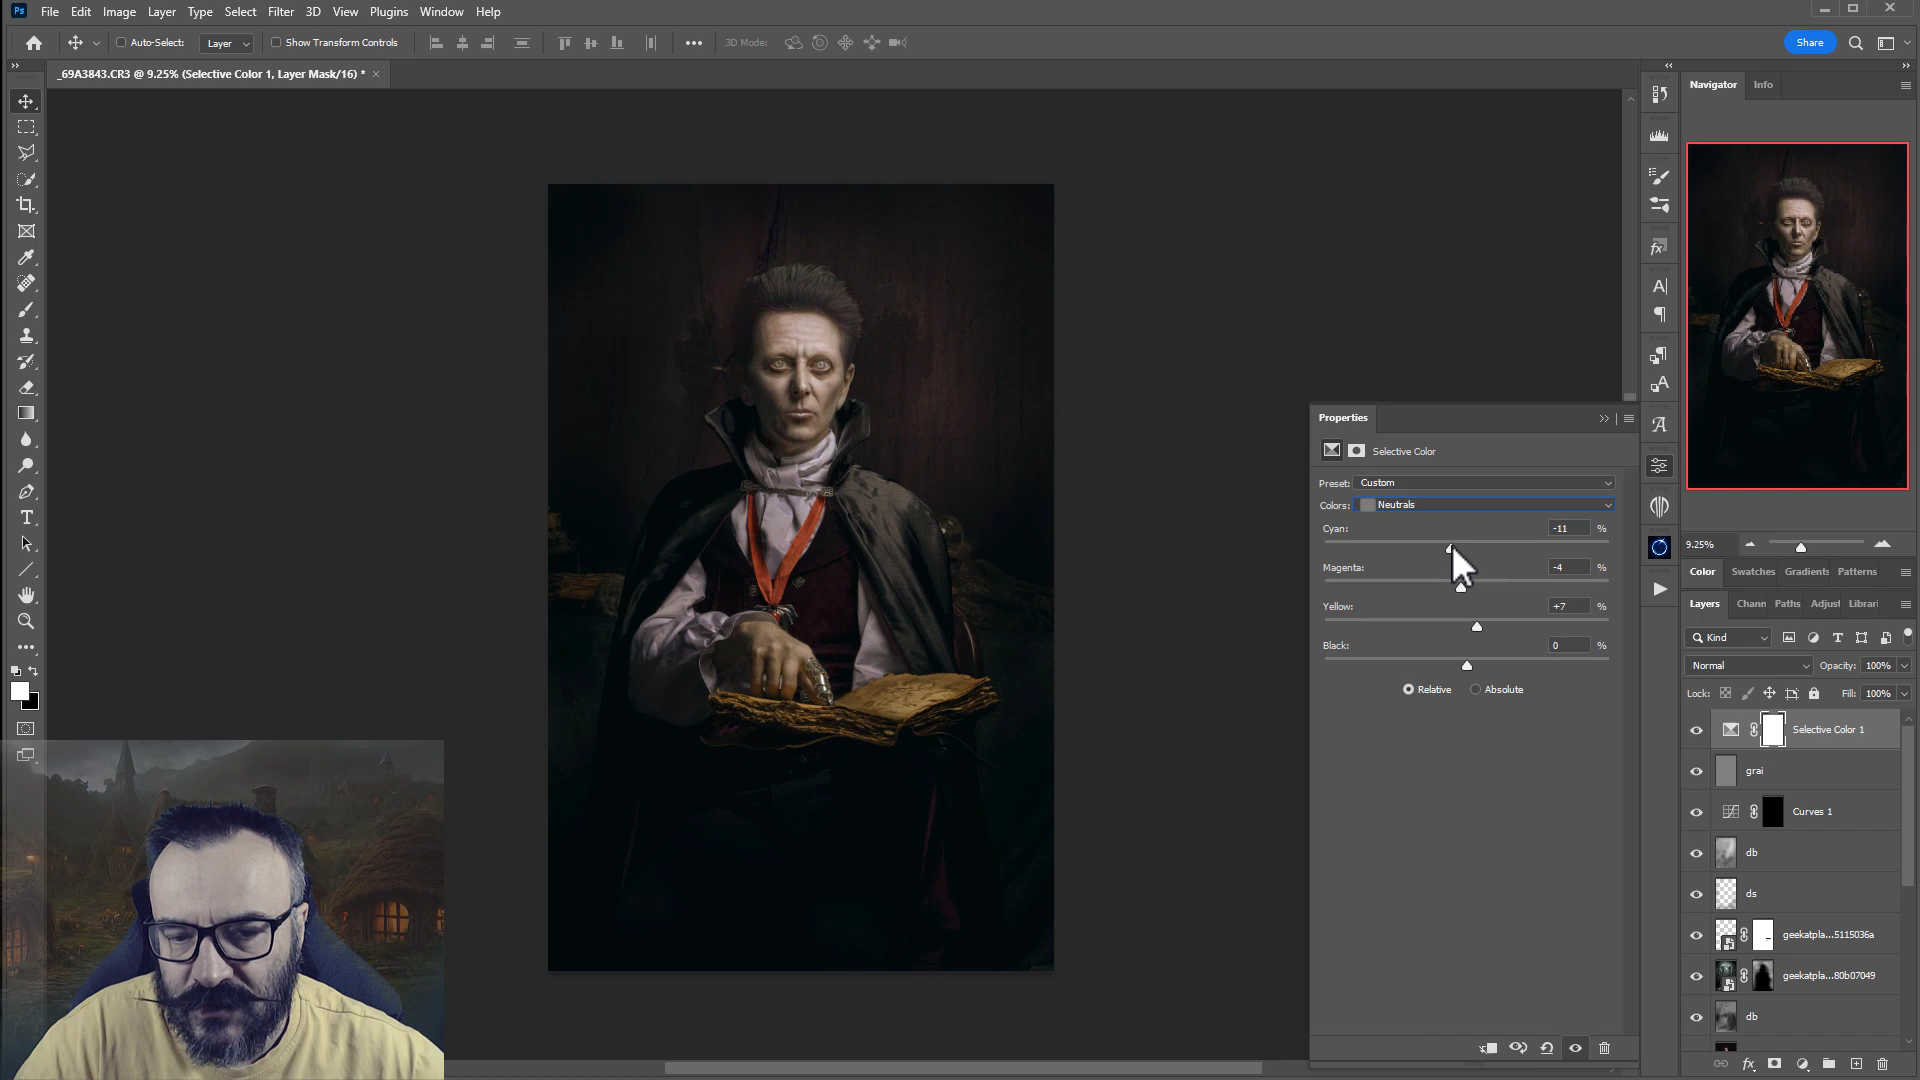 Ps File Edit Image Layer Type Select Filter 3D View Plugins Window Help
Auto-Select: Layer Show Transform Controls 3D Mode: Share
_69A3843.CR3 @ 9.25% (Selective Color 1, Layer Mask/16) * ×
Navigator Info
Properties
Selective Color
Preset: Custom
Colors: Neutrals
Cyan: -11 %
Magenta: -4 %
Yellow: +7 %
Black: 0 %
Relative Absolute
9.25%
Color Swatches Gradients Patterns
Layers Chann Paths Adjust Librari
Kind
Normal Opacity: 100%
Lock: Fill: 100%
Selective Color 1
grai
Curves 1
db
ds
geekatpla...5115036a
geekatpla...80b07049
db